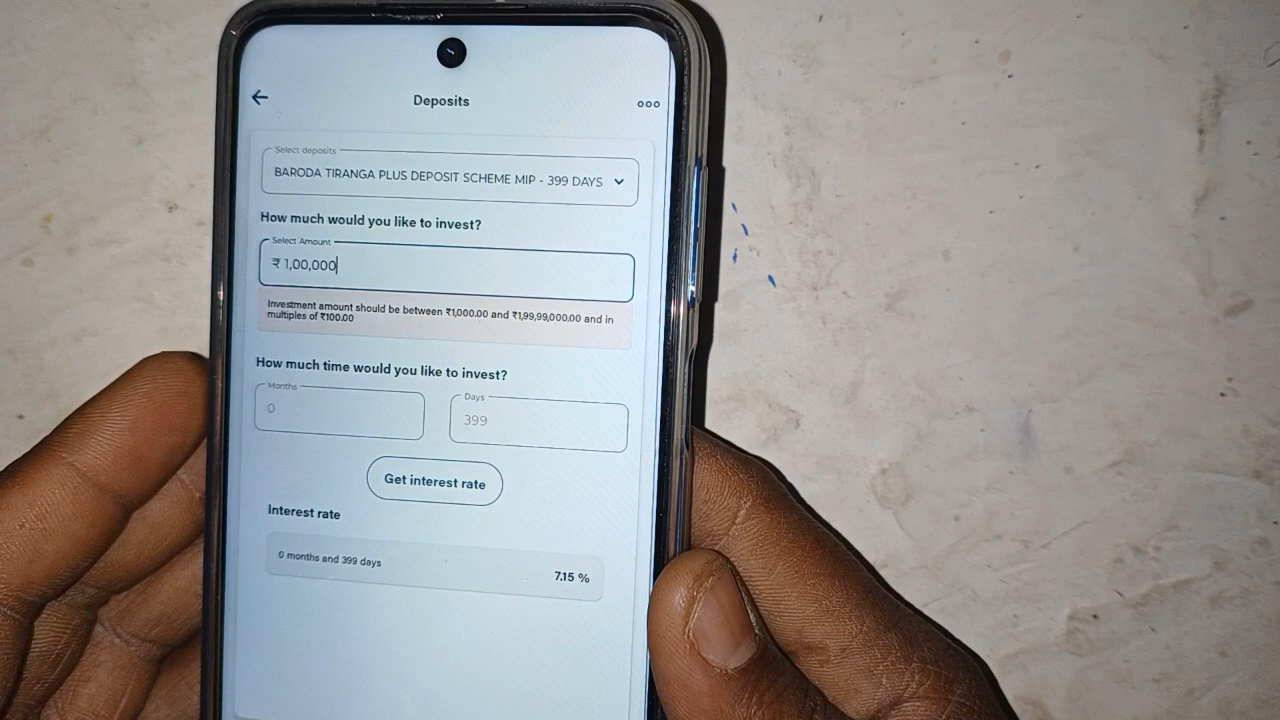 Deposits
Select deposits
BARODA TIRANGA PLUS DEPOSIT SCHEME MIP - 399 DAYS
How much would you like to invest?
Select Amount
₹ 1,00,000
Investment amount should be between ₹1,000.00 and ₹1,99,99,000.00 and in
multiples of ₹100.00
How much time would you like to invest?
Months
Days
0
399
Get interest rate
Interest rate
0 months and 399 days
7.15 %